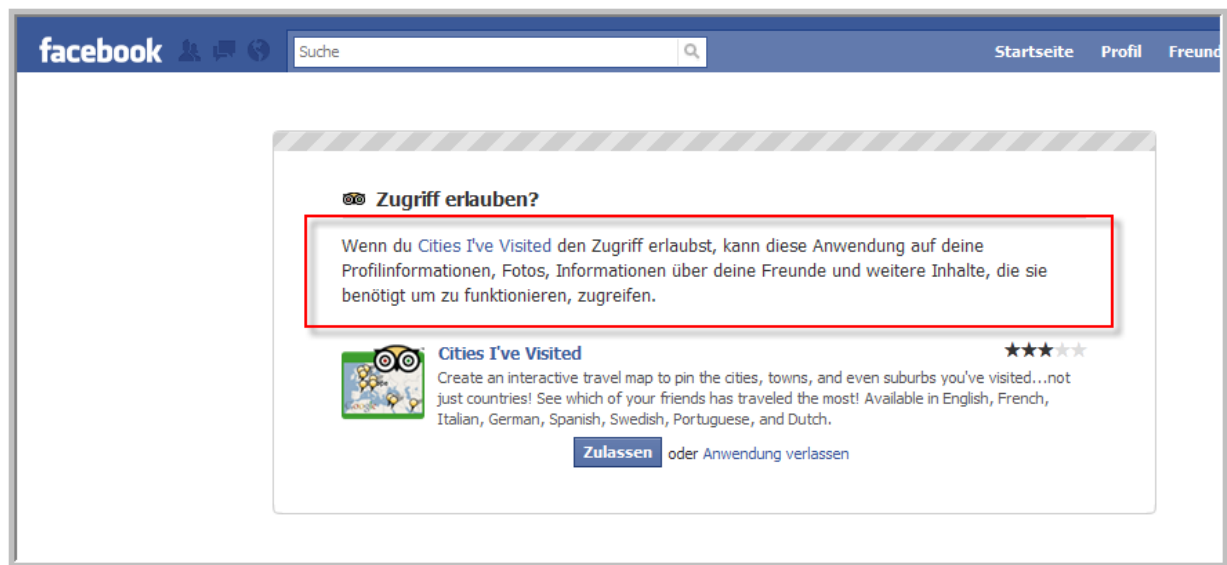 facebook Suche Startseite Profil Freund
Zugriff erlauben?
Wenn du Cities I've Visited den Zugriff erlaubst, kann diese Anwendung auf deine
Profilinformationen, Fotos, Informationen über deine Freunde und weitere Inhalte, die sie
benötigt um zu funktionieren, zugreifen.
Cities I've Visited
Create an interactive travel map to pin the cities, towns, and even suburbs you've visited...not
just countries! See which of your friends has traveled the most! Available in English, French,
Italian, German, Spanish, Swedish, Portuguese, and Dutch.
Zulassen oder Anwendung verlassen